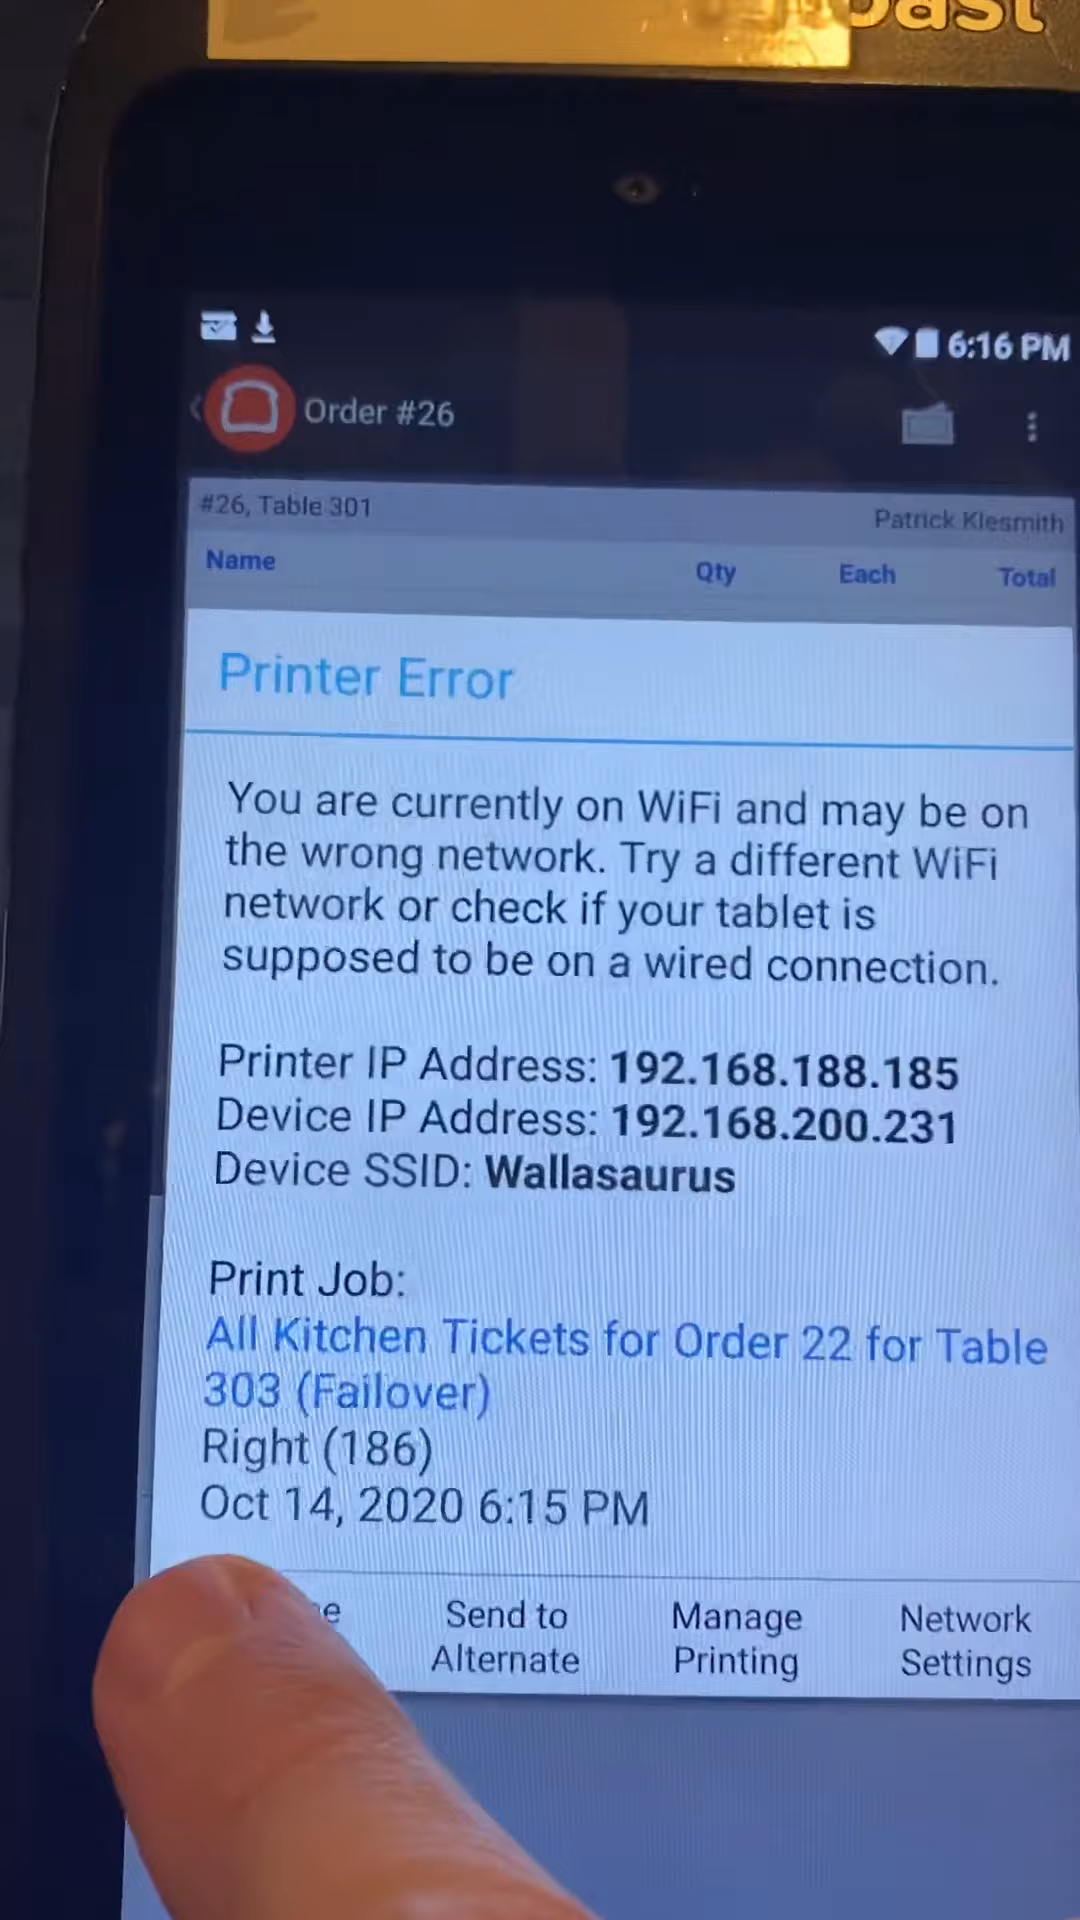 6:16 PM
Order #26
#26, Table 301
Patrick Klesmith
Name Qty Each Total
Printer Error
You are currently on WiFi and may be on
the wrong network. Try a different WiFi
network or check if your tablet is
supposed to be on a wired connection.
Printer IP Address: 192.168.188.185
Device IP Address: 192.168.200.231
Device SSID: Wallasaurus
Print Job:
All Kitchen Tickets for Order 22 for Table
303 (Failover)
Right (186)
Oct 14, 2020 6:15 PM
Send to
Alternate
Manage
Printing
Network
Settings